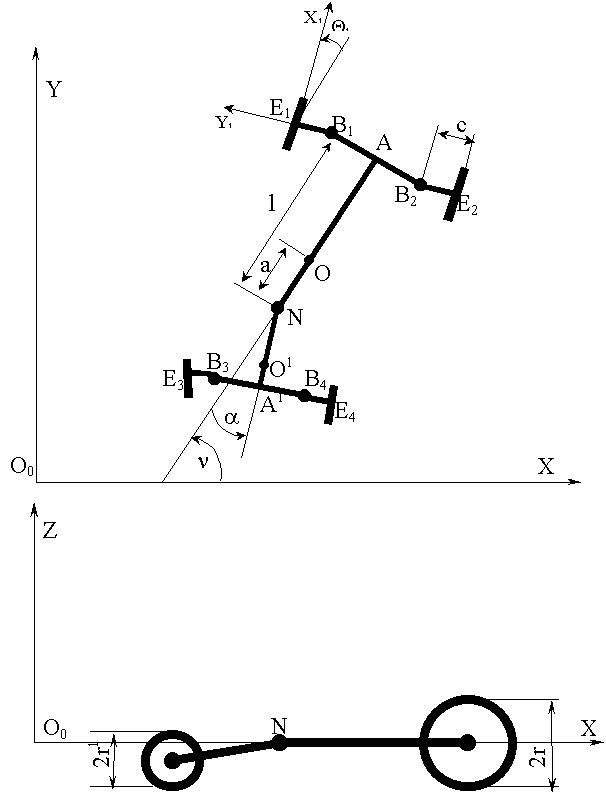 X₁
Θ.
Y
E₁
B₁
Y₁
A
c
B₂
E₂
l
a
O
N
B₃
O¹
E₃
B₄
A¹
E₄
α
ν
O₀
X
Z
O₀
N
X
2r¹
2r